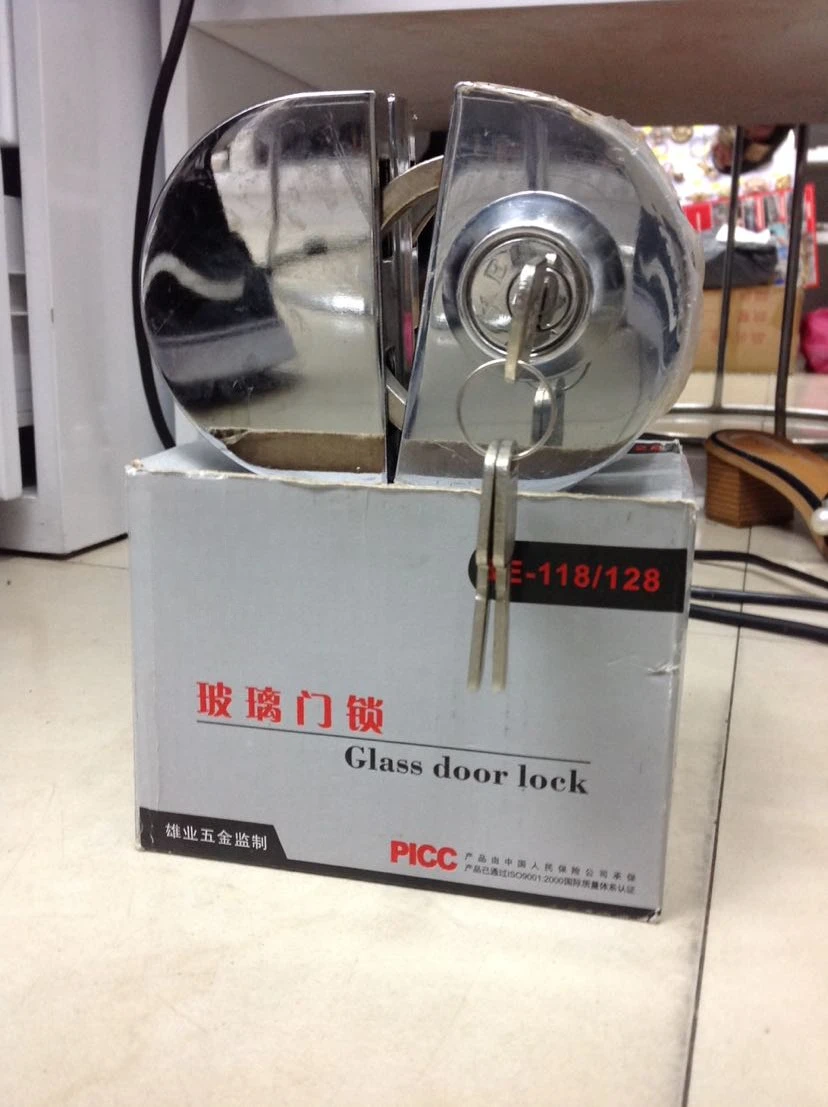 E-118/128
玻璃门锁
Glass door lock
雄业五金监制
PICC
产品由中国人民保险公司承保
产品已通过ISO9001:2000国际质量体系认证